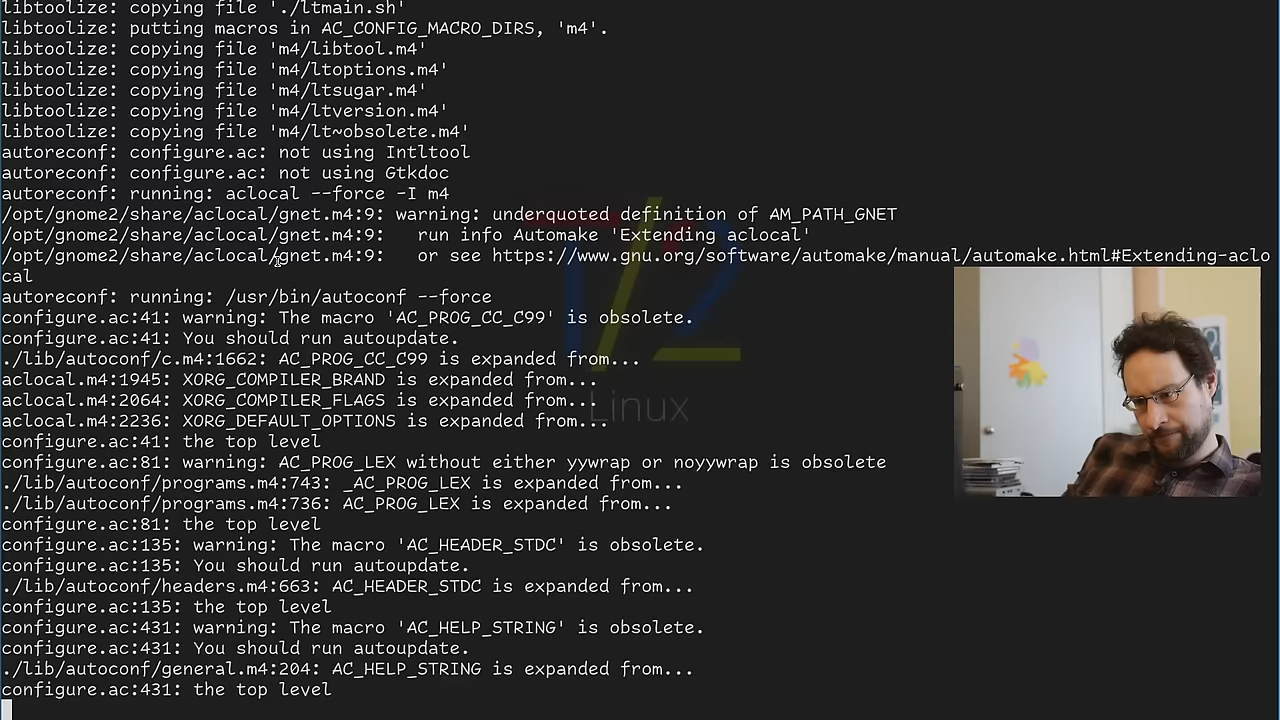 libtoolize: copying file './ltmain.sh'
libtoolize: putting macros in AC_CONFIG_MACRO_DIRS, 'm4'.
libtoolize: copying file 'm4/libtool.m4'
libtoolize: copying file 'm4/ltoptions.m4'
libtoolize: copying file 'm4/ltsugar.m4'
libtoolize: copying file 'm4/ltversion.m4'
libtoolize: copying file 'm4/lt~obsolete.m4'
autoreconf: configure.ac: not using Intltool
autoreconf: configure.ac: not using Gtkdoc
autoreconf: running: aclocal --force -I m4
/opt/gnome2/share/aclocal/gnet.m4:9: warning: underquoted definition of AM_PATH_GNET
/opt/gnome2/share/aclocal/gnet.m4:9:   run info Automake 'Extending aclocal'
/opt/gnome2/share/aclocal/gnet.m4:9:   or see https://www.gnu.org/software/automake/manual/automake.html#Extending-aclo
cal
autoreconf: running: /usr/bin/autoconf --force
configure.ac:41: warning: The macro 'AC_PROG_CC_C99' is obsolete.
configure.ac:41: You should run autoupdate.
./lib/autoconf/c.m4:1662: AC_PROG_CC_C99 is expanded from...
aclocal.m4:1945: XORG_COMPILER_BRAND is expanded from...
aclocal.m4:2064: XORG_COMPILER_FLAGS is expanded from...
aclocal.m4:2236: XORG_DEFAULT_OPTIONS is expanded from...
configure.ac:41: the top level
configure.ac:81: warning: AC_PROG_LEX without either yywrap or noyywrap is obsolete
./lib/autoconf/programs.m4:743: _AC_PROG_LEX is expanded from...
./lib/autoconf/programs.m4:736: AC_PROG_LEX is expanded from...
configure.ac:81: the top level
configure.ac:135: warning: The macro 'AC_HEADER_STDC' is obsolete.
configure.ac:135: You should run autoupdate.
./lib/autoconf/headers.m4:663: AC_HEADER_STDC is expanded from...
configure.ac:135: the top level
configure.ac:431: warning: The macro 'AC_HELP_STRING' is obsolete.
configure.ac:431: You should run autoupdate.
./lib/autoconf/general.m4:204: AC_HELP_STRING is expanded from...
configure.ac:431: the top level
T/2
Linux